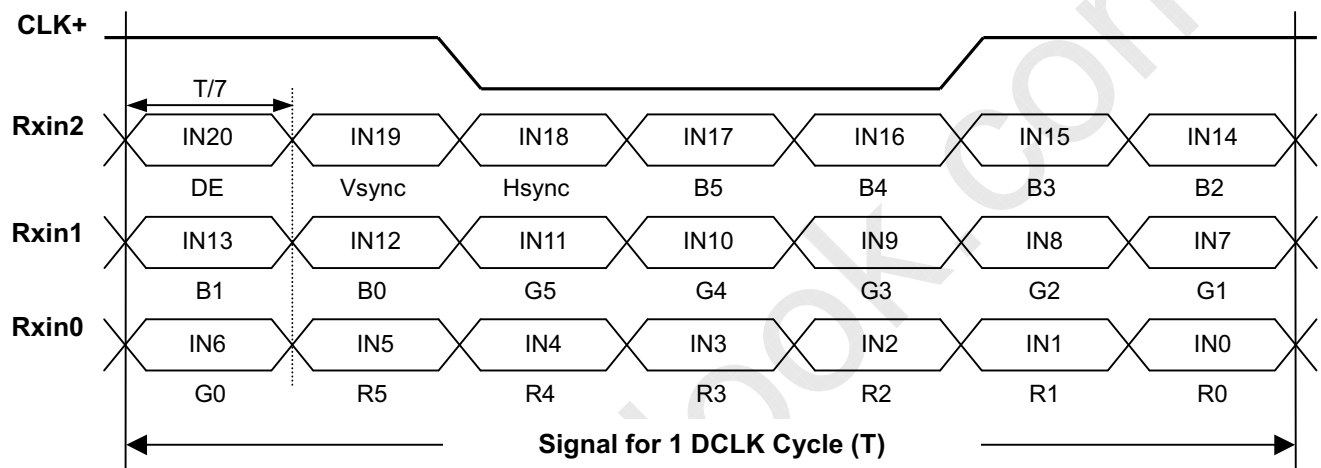 CLK+
T/7
Rxin2 IN20 IN19 IN18 IN17 IN16 IN15 IN14
DE Vsync Hsync B5 B4 B3 B2
Rxin1 IN13 IN12 IN11 IN10 IN9 IN8 IN7
B1 B0 G5 G4 G3 G2 G1
Rxin0 IN6 IN5 IN4 IN3 IN2 IN1 IN0
G0 R5 R4 R3 R2 R1 R0
Signal for 1 DCLK Cycle (T)